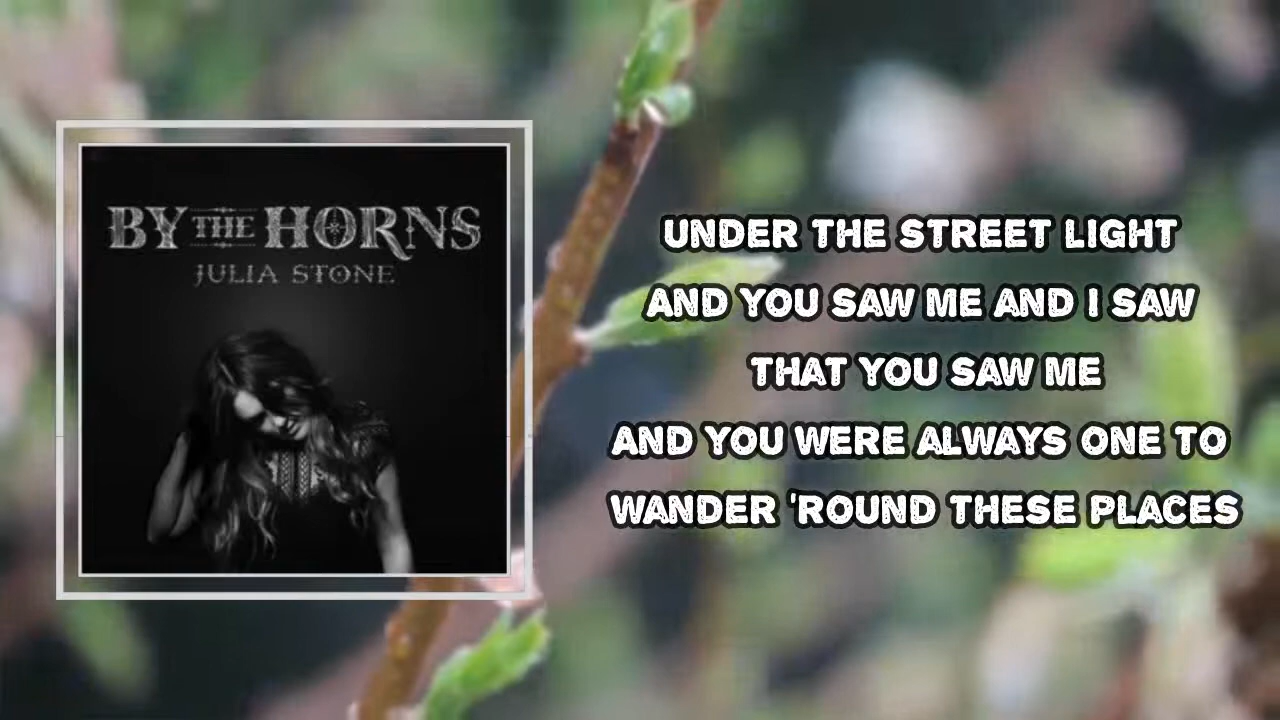 BY THE HORNS
JULIA STONE
UNDER THE STREET LIGHT
AND YOU SAW ME AND I SAW
THAT YOU SAW ME
AND YOU WERE ALWAYS ONE TO
WANDER 'ROUND THESE PLACES